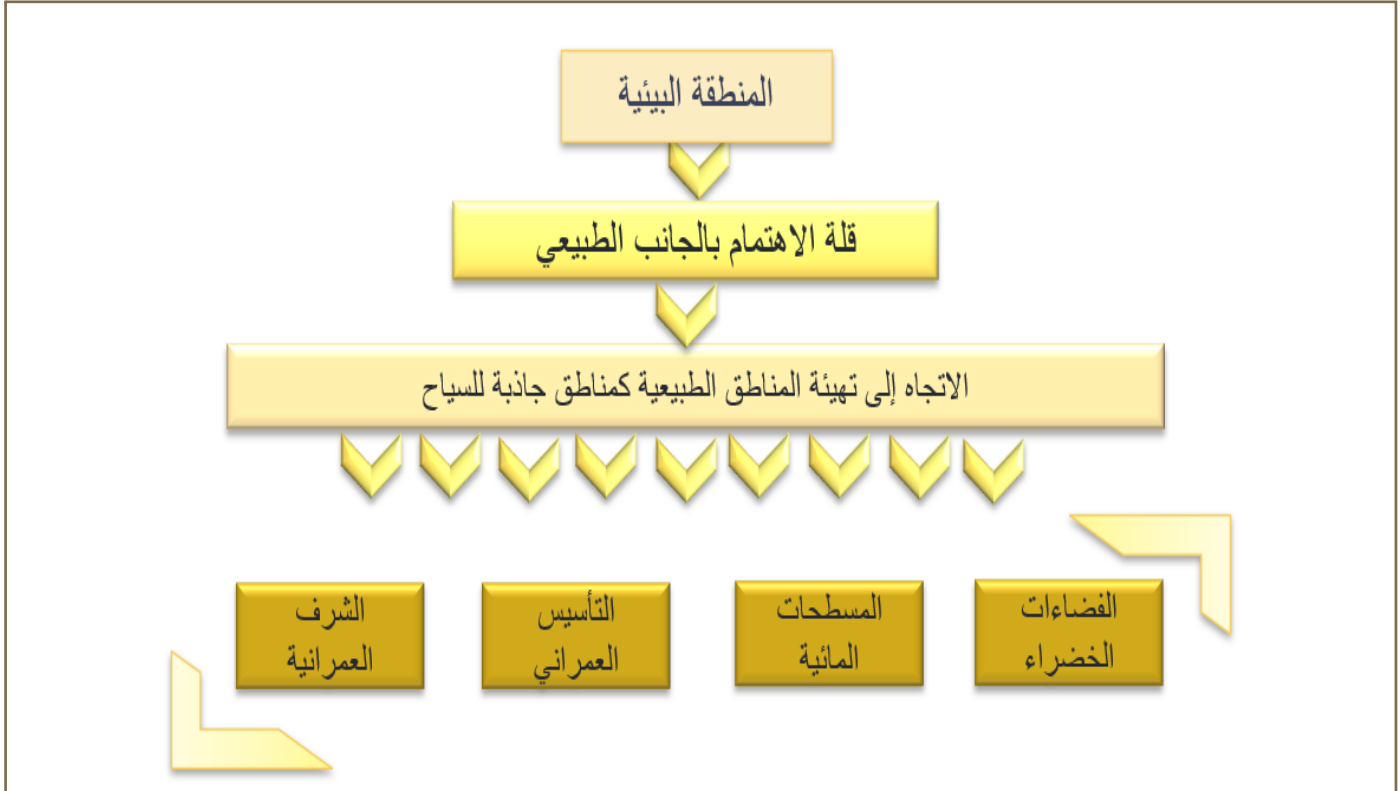 المنطقة البيئية
قلة الاهتمام بالجانب الطبيعي
الاتجاه إلى تهيئة المناطق الطبيعية كمناطق جاذبة للسياح
الفضاءات
الخضراء
المسطحات
المائية
التأسيس
العمراني
الشرف
العمرانية